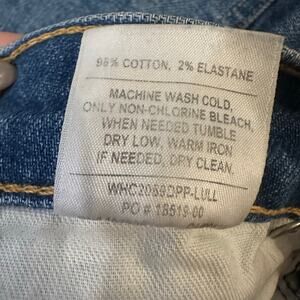 98% COTTON, 2% ELASTANE
MACHINE WASH COLD,
ONLY NON-CHLORINE BLEACH,
WHEN NEEDED TUMBLE
DRY LOW, WARM IRON
IF NEEDED, DRY CLEAN.
WHC2059DPP-LULL
PO # 18519-00